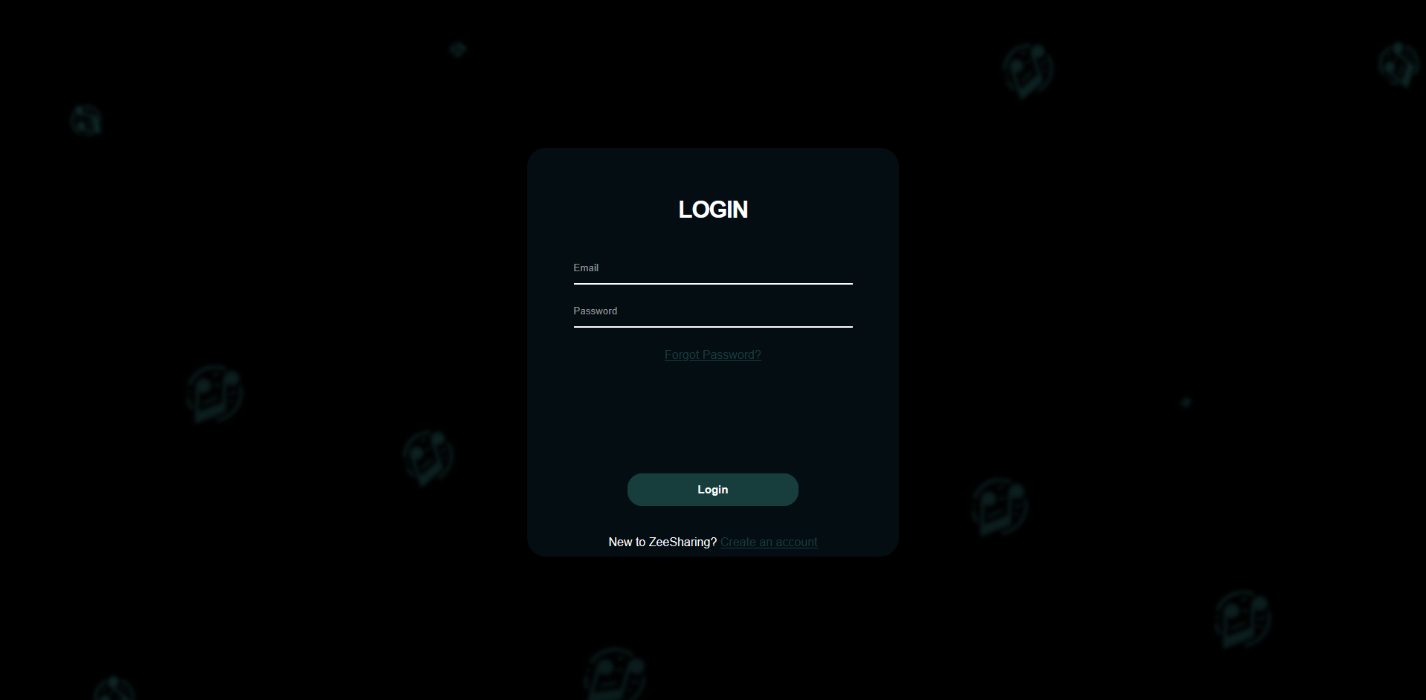 LOGIN
Email
Password
Forgot Password?
Login
New to ZeeSharing? Create an account